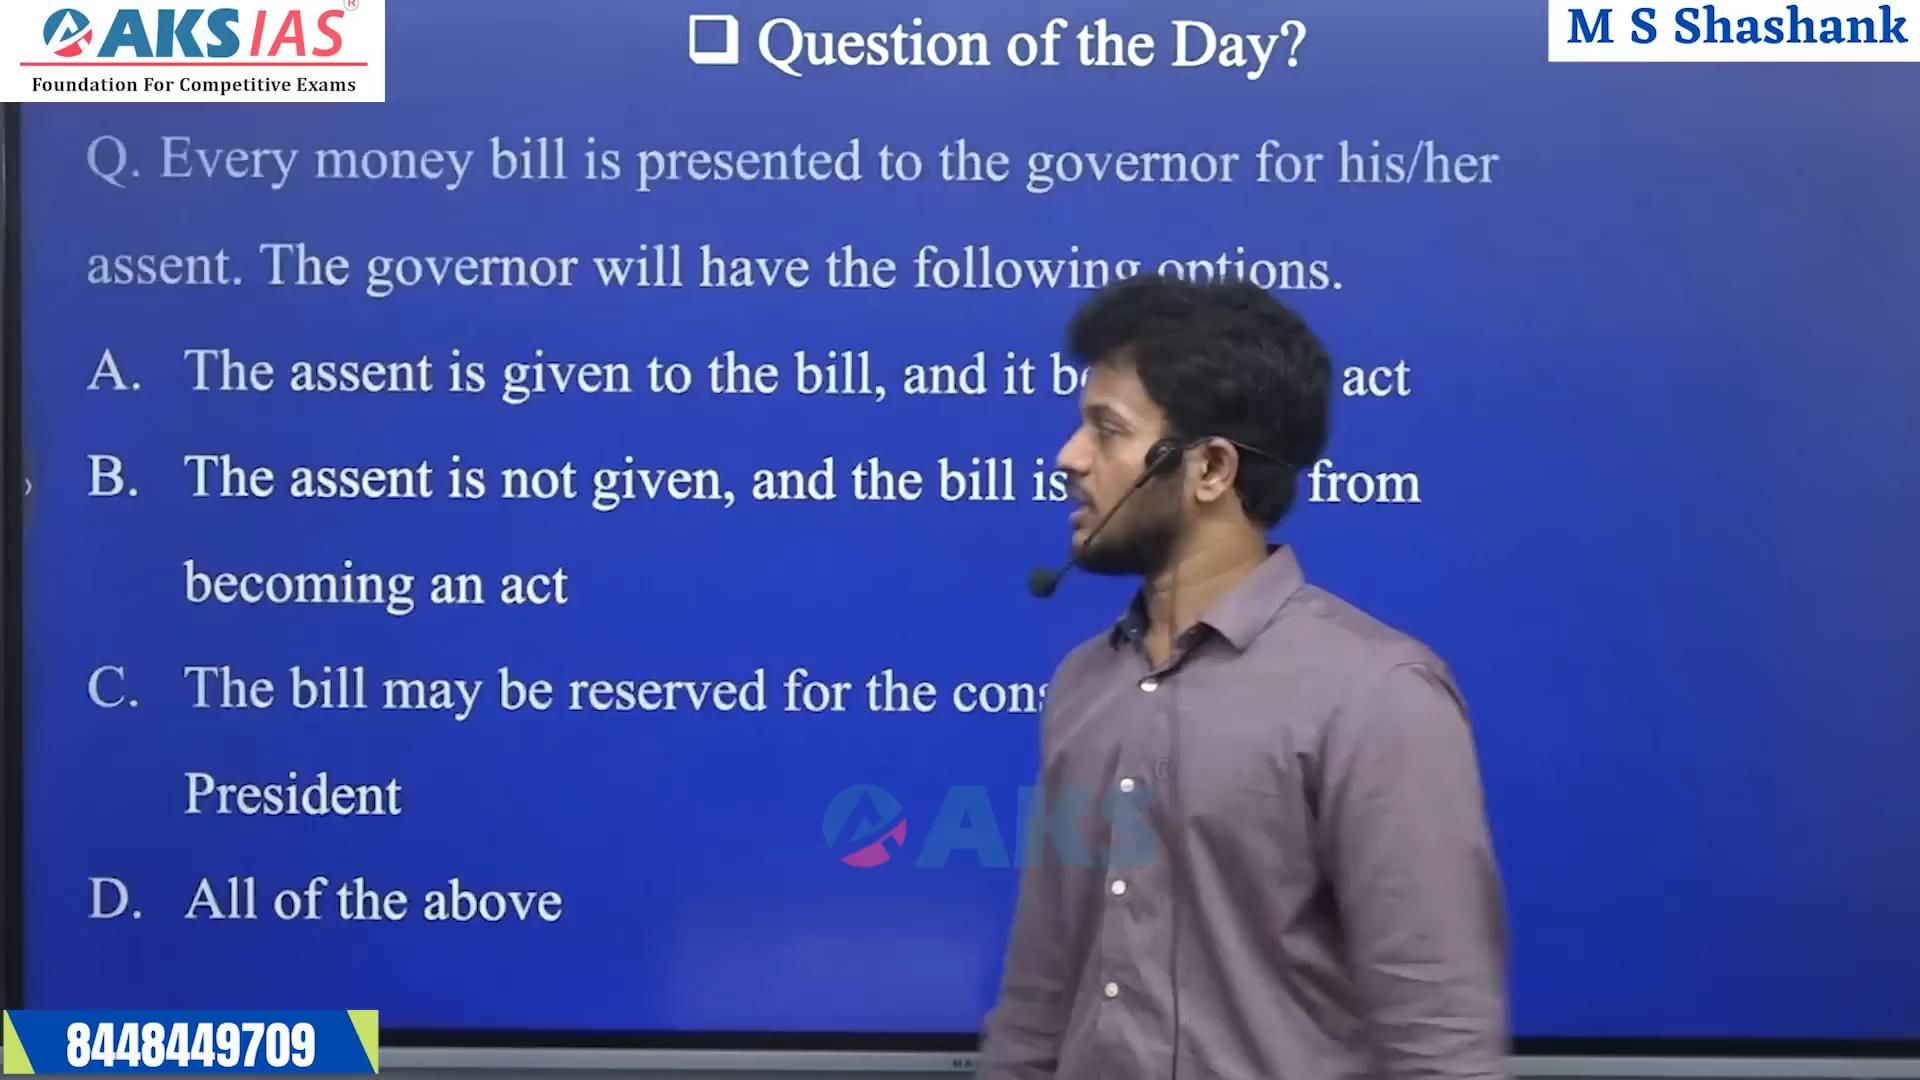 AKS IAS ®
Foundation For Competitive Exams
Question of the Day?
M S Shashank
Q. Every money bill is presented to the governor for his/her
assent. The governor will have the following options.
A. The assent is given to the bill, and it act
B. The assent is not given, and the bill is from
becoming an act
C. The bill may be reserved for the
President
D. All of the above
AKS ®
8448449709